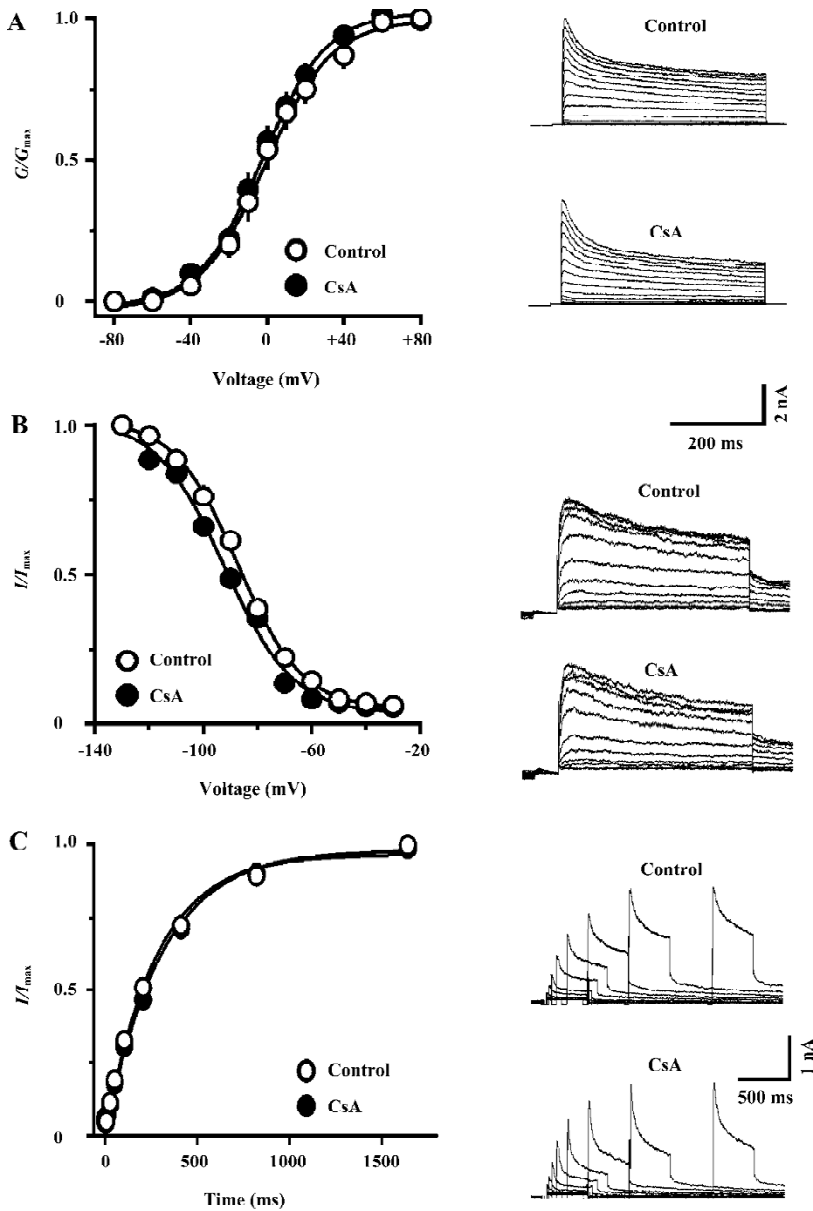 A
1.0
0.5
0
G/Gmax
-80
-40
0
+40
+80
Voltage (mV)
Control
CsA
Control
CsA
2 nA
200 ms
B
1.0
0.5
0
I/Imax
-140
-100
-60
-20
Voltage (mV)
Control
CsA
Control
CsA
C
1.0
0.5
0
I/Imax
0
500
1000
1500
Time (ms)
Control
CsA
Control
CsA
1 nA
500 ms